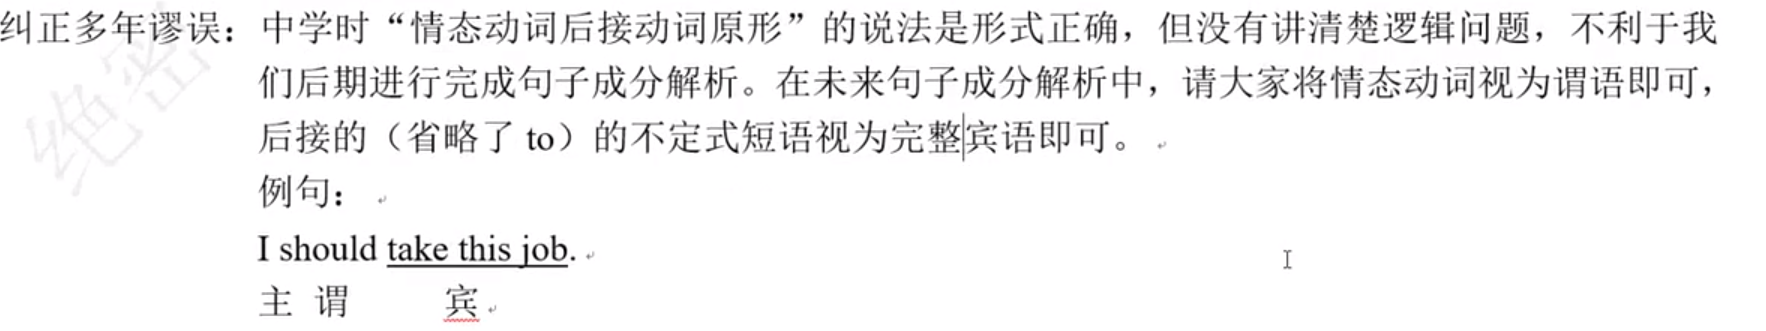 纠正多年谬误：中学时“情态动词后接动词原形”的说法是形式正确，但没有讲清楚逻辑问题，不利于我
们后期进行完成句子成分解析。在未来句子成分解析中，请大家将情态动词视为谓语即可，
后接的（省略了 to）的不定式短语视为完整宾语即可。
例句：
I should take this job.
主 谓 宾
绝密